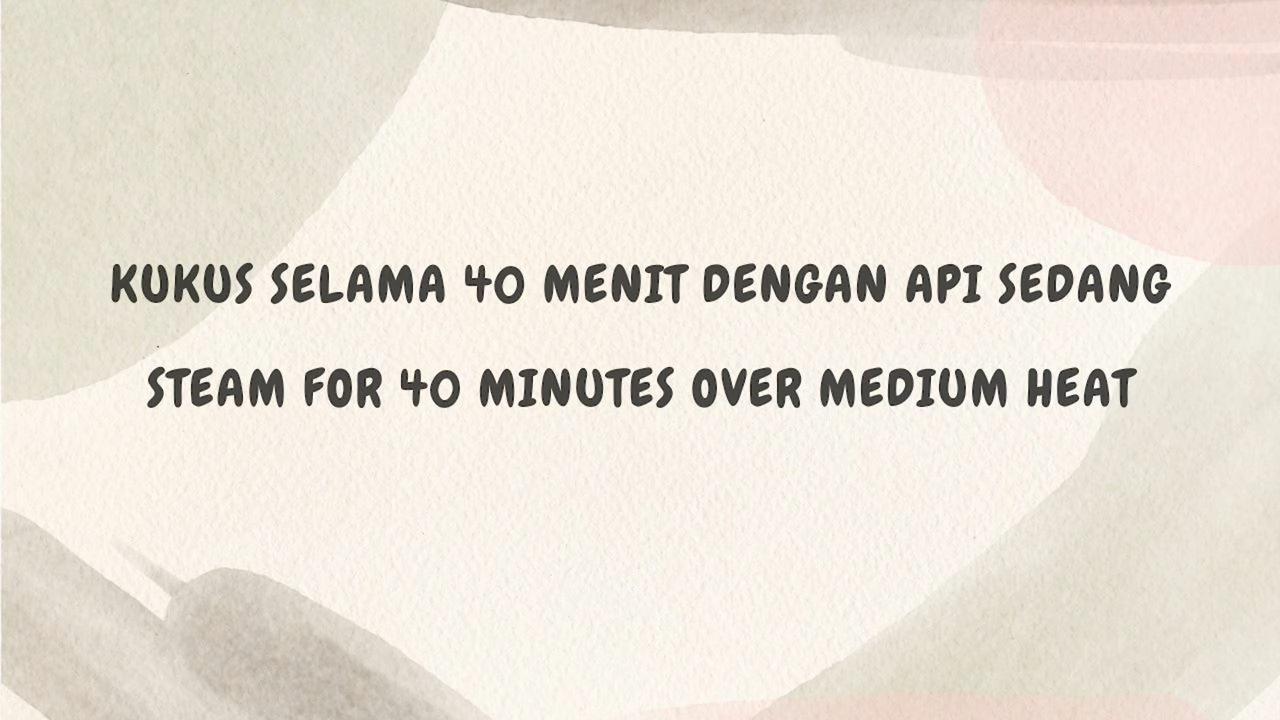 KUKUS SELAMA 40 MENIT DENGAN API SEDANG
STEAM FOR 40 MINUTES OVER MEDIUM HEAT